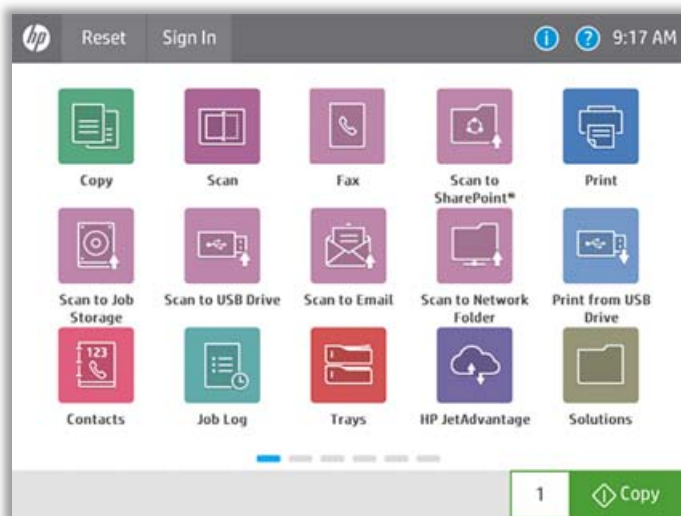 hp Reset Sign In i ? 9:17 AM
Copy Scan Fax Scan to SharePoint® Print
Scan to Job Storage Scan to USB Drive Scan to Email Scan to Network Folder Print from USB Drive
123
Contacts Job Log Trays HP JetAdvantage Solutions
1 Copy